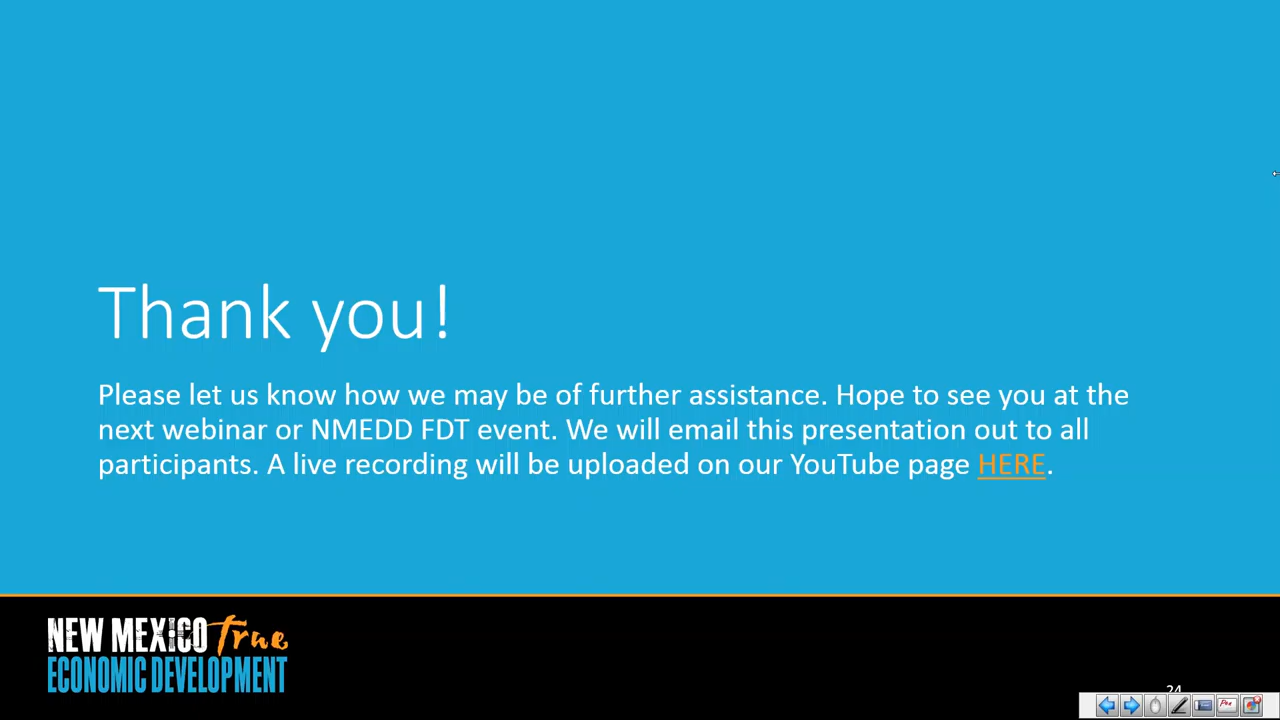 Thank you!
Please let us know how we may be of further assistance. Hope to see you at the
next webinar or NMEDD FDT event. We will email this presentation out to all
participants. A live recording will be uploaded on our YouTube page HERE.
NEW MEXICO True
ECONOMIC DEVELOPMENT
24
Pen